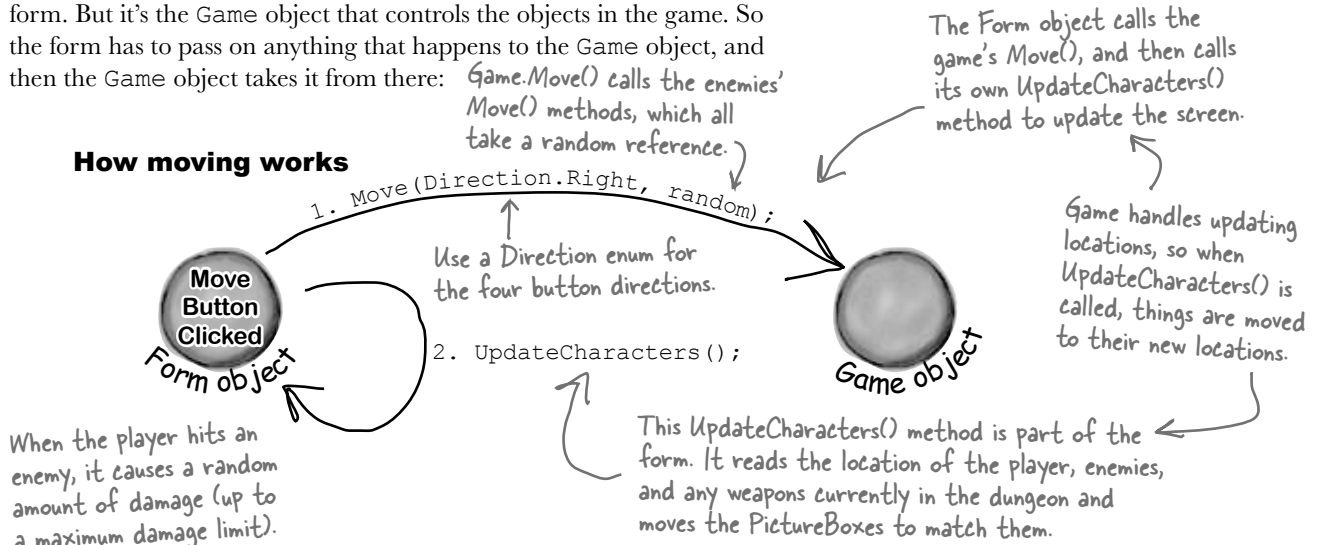 form. But it's the Game object that controls the objects in the game. So
the form has to pass on anything that happens to the Game object, and
then the Game object takes it from there:
Game.Move() calls the enemies'
Move() methods, which all
take a random reference.
The Form object calls the
game's Move(), and then calls
its own UpdateCharacters()
method to update the screen.
How moving works
1. Move(Direction.Right, random);
Use a Direction enum for
the four button directions.
Game handles updating
locations, so when
UpdateCharacters() is
called, things are moved
to their new locations.
Move
Button
Clicked
Form object
2. UpdateCharacters();
Game object
When the player hits an
enemy, it causes a random
amount of damage (up to
a maximum damage limit).
This UpdateCharacters() method is part of the
form. It reads the location of the player, enemies,
and any weapons currently in the dungeon and
moves the PictureBoxes to match them.